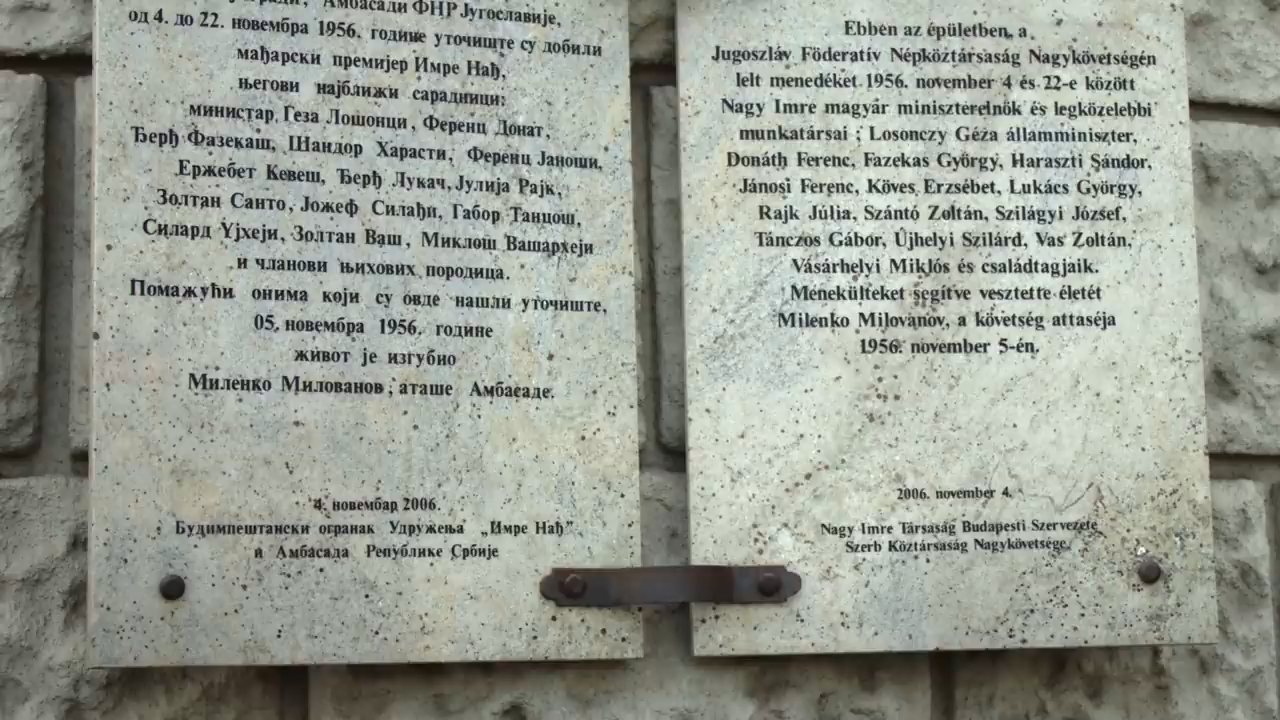 Амбасади ФНР Југославије,
од 4. до 22. новембра 1956. године уточиште су добили
мађарски премијер Имре Нађ,
његови најближи сарадници:
министар Геза Лошонци, Ференц Донат,
Ђерђ Фазекаш, Шандор Харасти, Ференц Јаноши,
Ержебет Кевеш, Ђерђ Лукач, Јулија Рајк,
Золтан Санто, Јожеф Силађи, Габор Танцош,
Силард Ујхеји, Золтан Ваш, Миклош Вашархеји
и чланови њихових породица.
Помажући онима који су овде нашли уточиште,
05. новембра 1956. године
живот је изгубио
Миленко Милованов, аташе Амбасаде.
4. новембар 2006.
Будимпештански огранак Удружења „Имре Нађ”
и Амбасада Републике Србије
Ebben az épületben, a
Jugoszláv Föderatív Népköztársaság Nagykövetségén
lelt menedéket 1956. november 4 és 22-e között
Nagy Imre magyar miniszterelnök és legközelebbi
munkatársai : Losonczy Géza államminiszter,
Donáth Ferenc, Fazekas György, Haraszti Sándor,
Jánosi Ferenc, Köves Erzsébet, Lukács György,
Rajk Júlia, Szántó Zoltán, Szilágyi József,
Tánczos Gábor, Újhelyi Szilárd, Vas Zoltán,
Vásárhelyi Miklós és családtagjaik.
Menekülteket segítve vesztette életét
Milenko Milovanov, a követség attaséja
1956. november 5-én.
2006. november 4.
Nagy Imre Társaság Budapesti Szervezete
Szerb Köztársaság Nagykövetsége